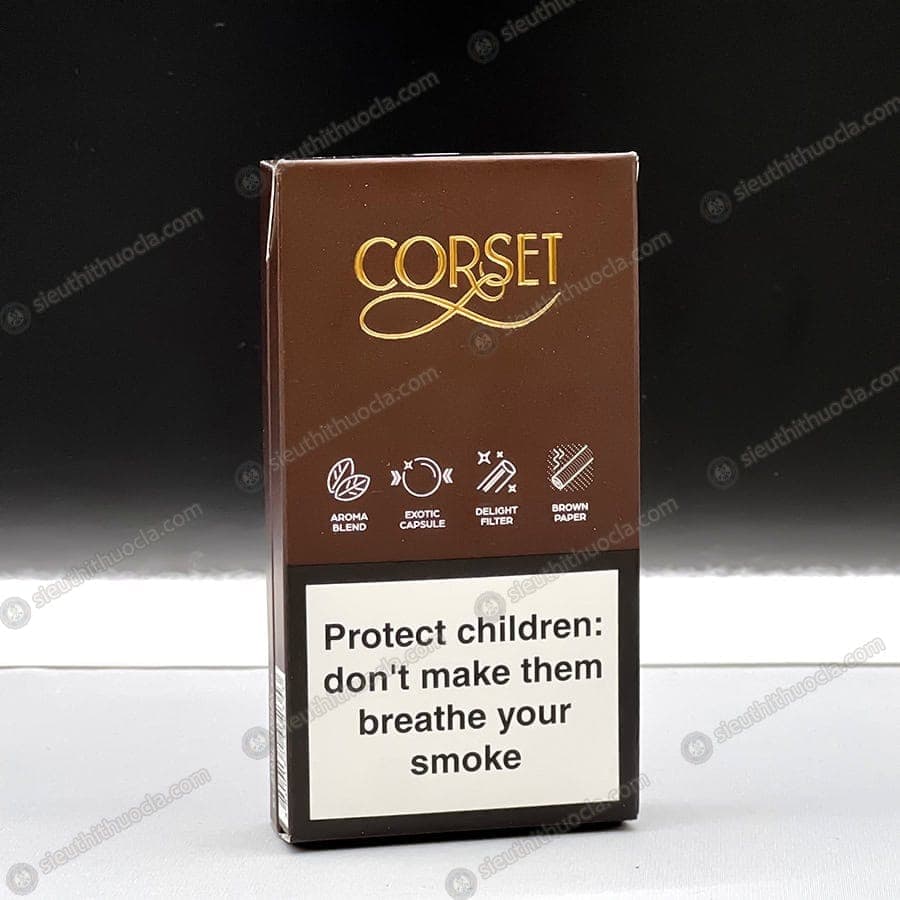 CORSET
AROMA
BLEND
EXOTIC
CAPSULE
DELIGHT
FILTER
BROWN
PAPER
Protect children:
don't make them
breathe your
smoke
sieuthithuocla.com